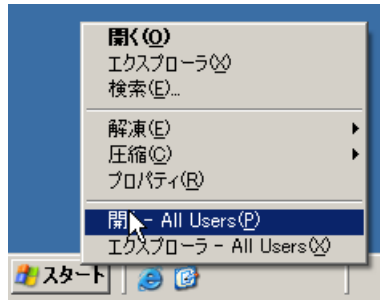 開く(O)
エクスプローラ(X)
検索(E)...
解凍(E)
圧縮(C)
プロパティ(R)
開く - All Users(P)
エクスプローラ - All Users(X)
スタート